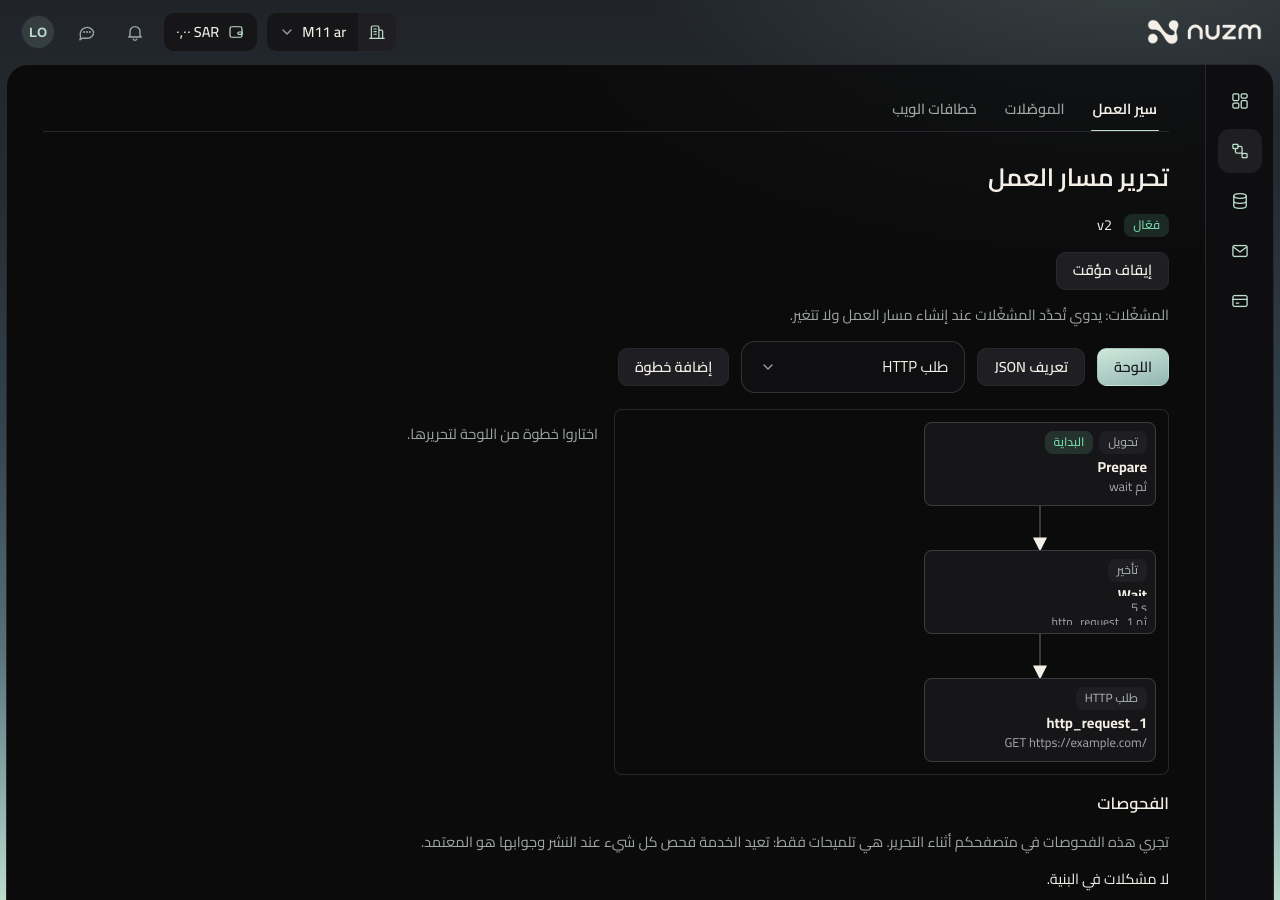 nuzm
M11 ar
٠,٠٠ SAR
LO
سير العمل
الموصّلات
خطافات الويب
تحرير مسار العمل
فعّال
v2
إيقاف مؤقت
المشغّلات: يدوي تُحدَّد المشغّلات عند إنشاء مسار العمل ولا تتغير.
اللوحة
تعريف JSON
طلب HTTP
إضافة خطوة
تحويل
البداية
Prepare
ثم wait
تأخير
Wait
5 s
ثم http_request_1
طلب HTTP
http_request_1
GET https://example.com/
اختاروا خطوة من اللوحة لتحريرها.
الفحوصات
تجري هذه الفحوصات في متصفحكم أثناء التحرير. هي تلميحات فقط: تعيد الخدمة فحص كل شيء عند النشر وجوابها هو المعتمد.
لا مشكلات في البنية.